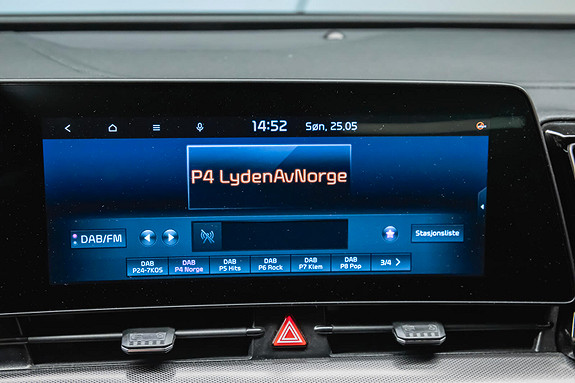 14:52 Søn, 25.05
P4 LydenAvNorge
DAB/FM
Stasjonsliste
DAB
P24-7KOS
DAB
P4 Norge
DAB
P5 Hits
DAB
P6 Rock
DAB
P7 Klem
DAB
P8 Pop
3/4